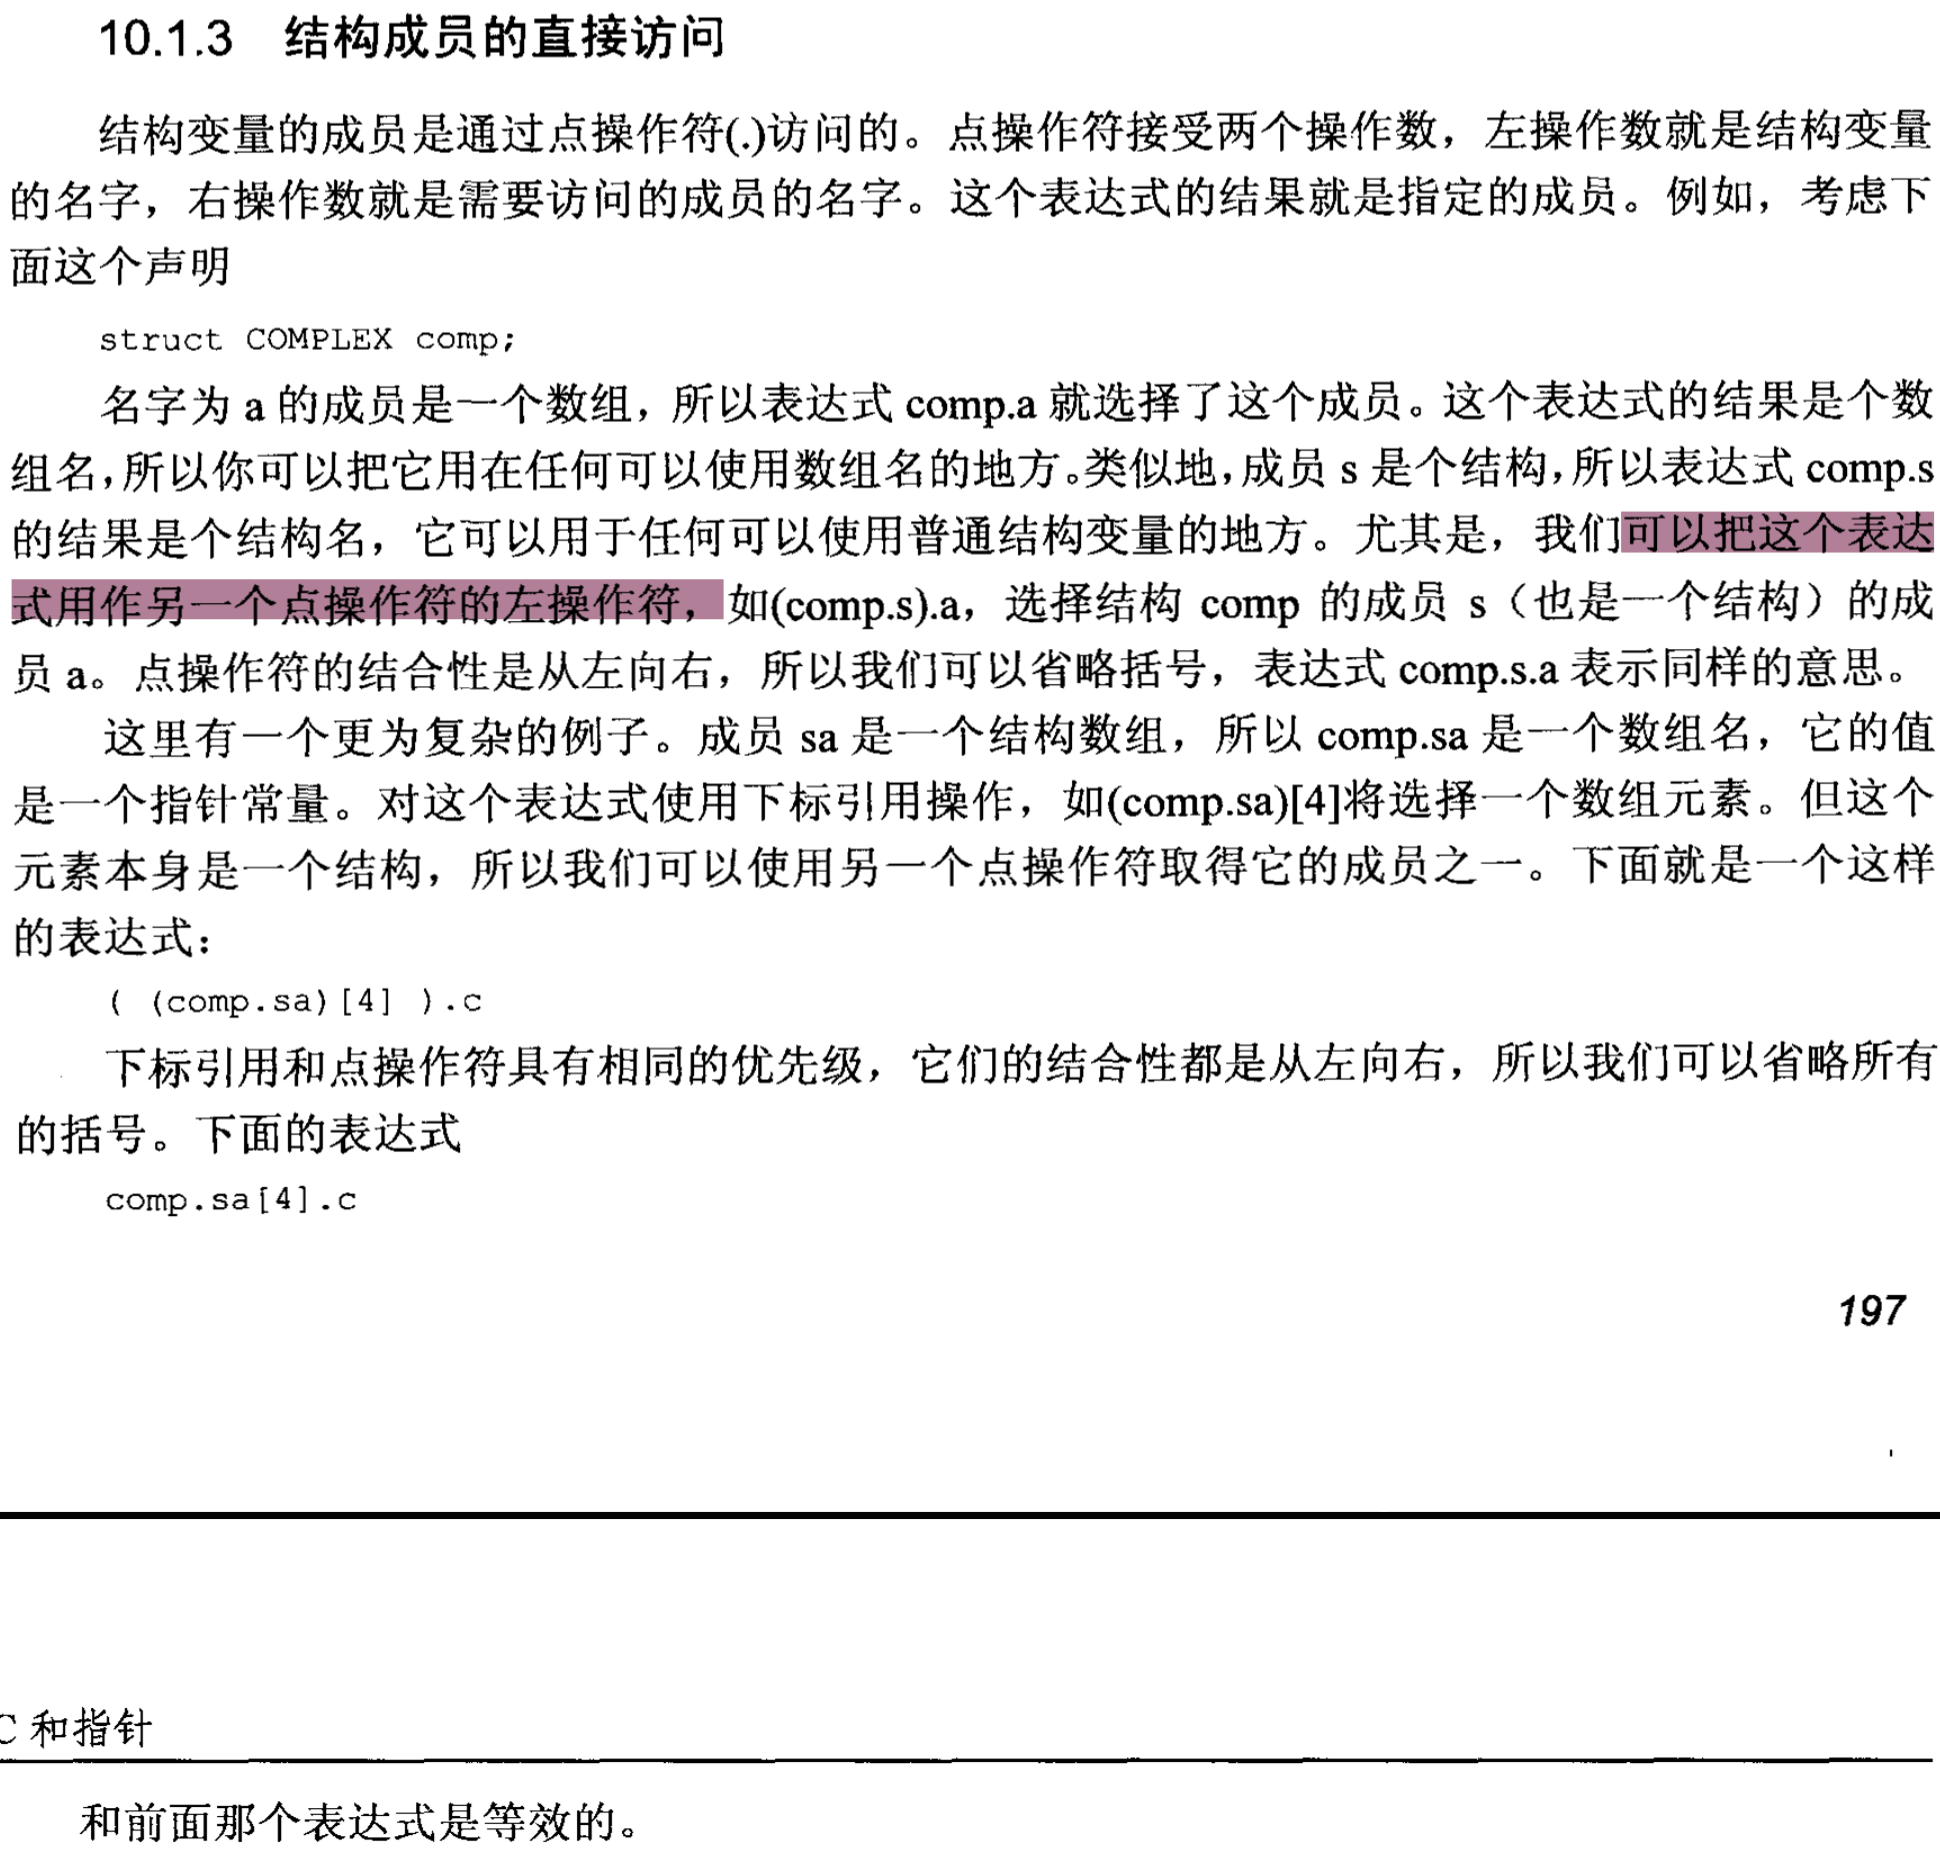 10.1.3 结构成员的直接访问
结构变量的成员是通过点操作符(.)访问的。点操作符接受两个操作数，左操作数就是结构变量
的名字，右操作数就是需要访问的成员的名字。这个表达式的结果就是指定的成员。例如，考虑下
面这个声明
struct COMPLEX comp;
名字为 a 的成员是一个数组，所以表达式 comp.a 就选择了这个成员。这个表达式的结果是个数
组名，所以你可以把它用在任何可以使用数组名的地方。类似地，成员 s 是个结构，所以表达式 comp.s
的结果是个结构名，它可以用于任何可以使用普通结构变量的地方。尤其是，我们可以把这个表达
式用作另一个点操作符的左操作符，如(comp.s).a，选择结构 comp 的成员 s（也是一个结构）的成
员 a。点操作符的结合性是从左向右，所以我们可以省略括号，表达式 comp.s.a 表示同样的意思。
这里有一个更为复杂的例子。成员 sa 是一个结构数组，所以 comp.sa 是一个数组名，它的值
是一个指针常量。对这个表达式使用下标引用操作，如(comp.sa)[4]将选择一个数组元素。但这个
元素本身是一个结构，所以我们可以使用另一个点操作符取得它的成员之一。下面就是一个这样
的表达式：
( (comp.sa)[4] ).c
下标引用和点操作符具有相同的优先级，它们的结合性都是从左向右，所以我们可以省略所有
的括号。下面的表达式
comp.sa[4].c
197
C 和指针
和前面那个表达式是等效的。